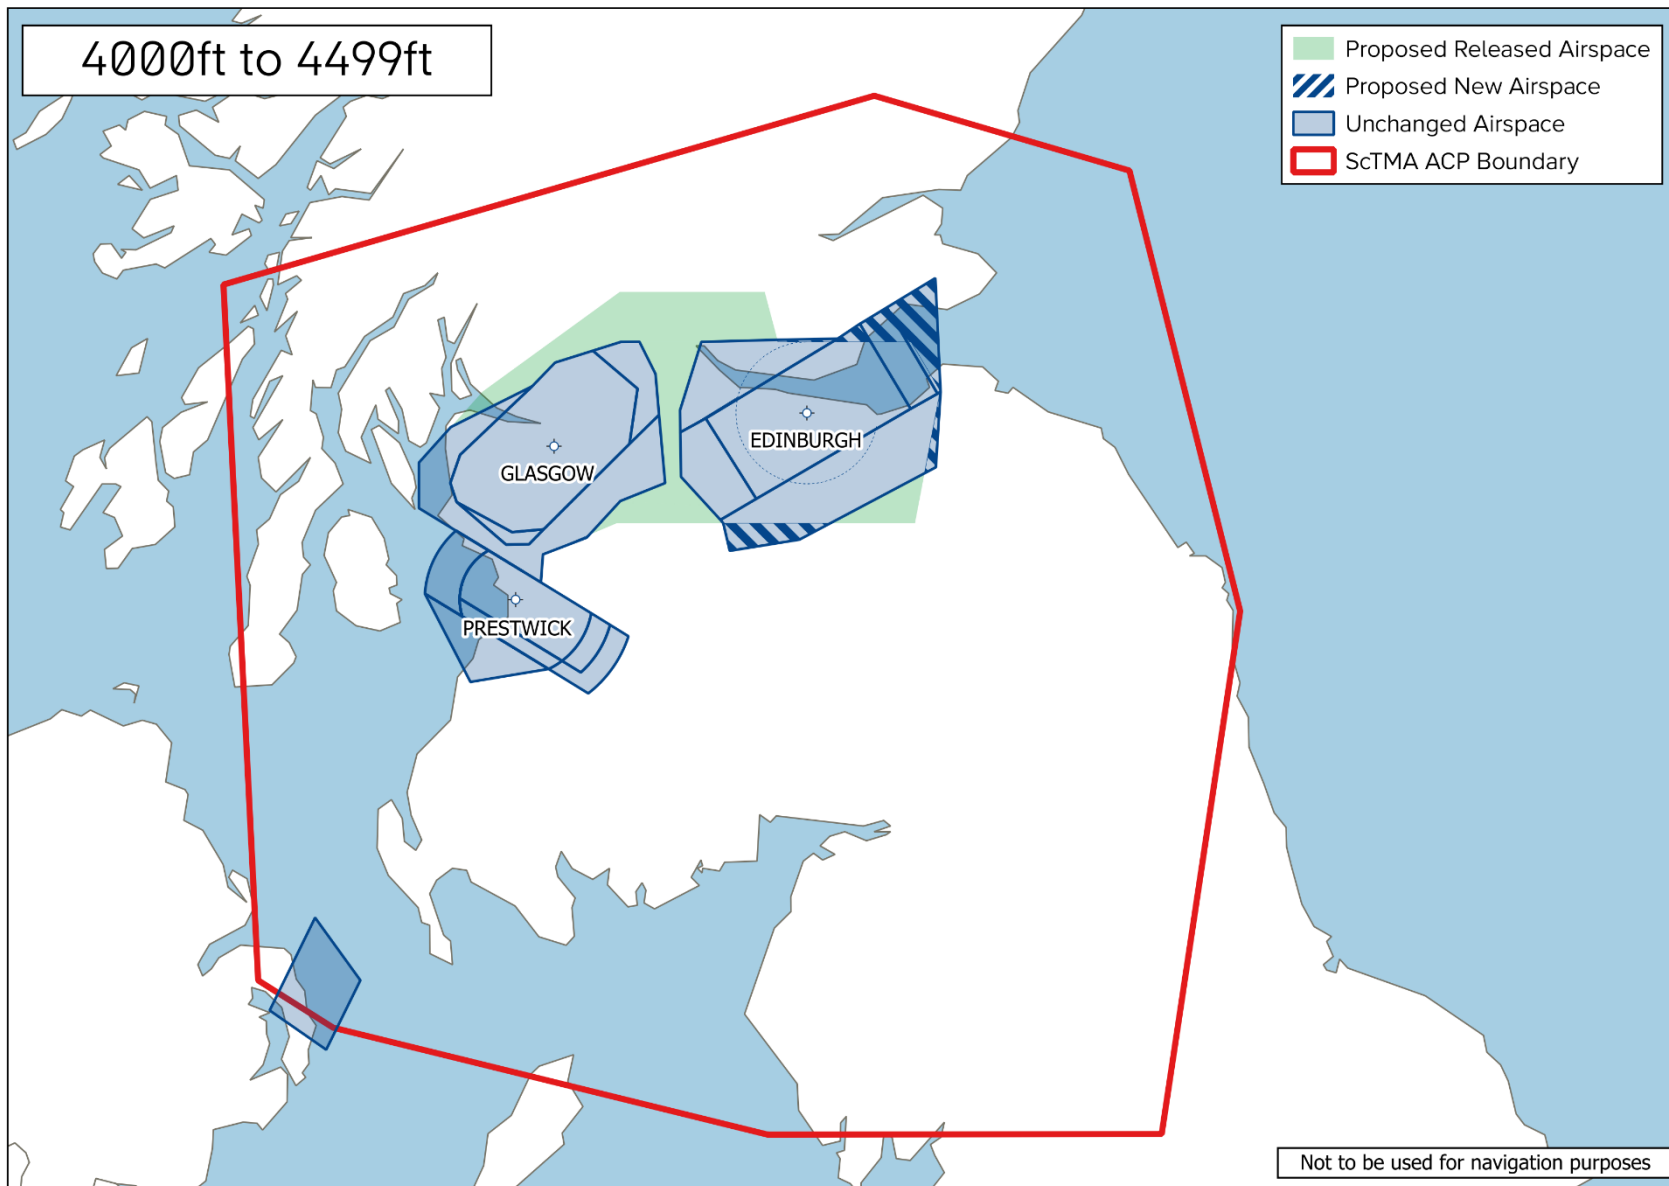 4000ft to 4499ft
Proposed Released Airspace
Proposed New Airspace
Unchanged Airspace
ScTMA ACP Boundary
EDINBURGH
GLASGOW
PRESTWICK
Not to be used for navigation purposes